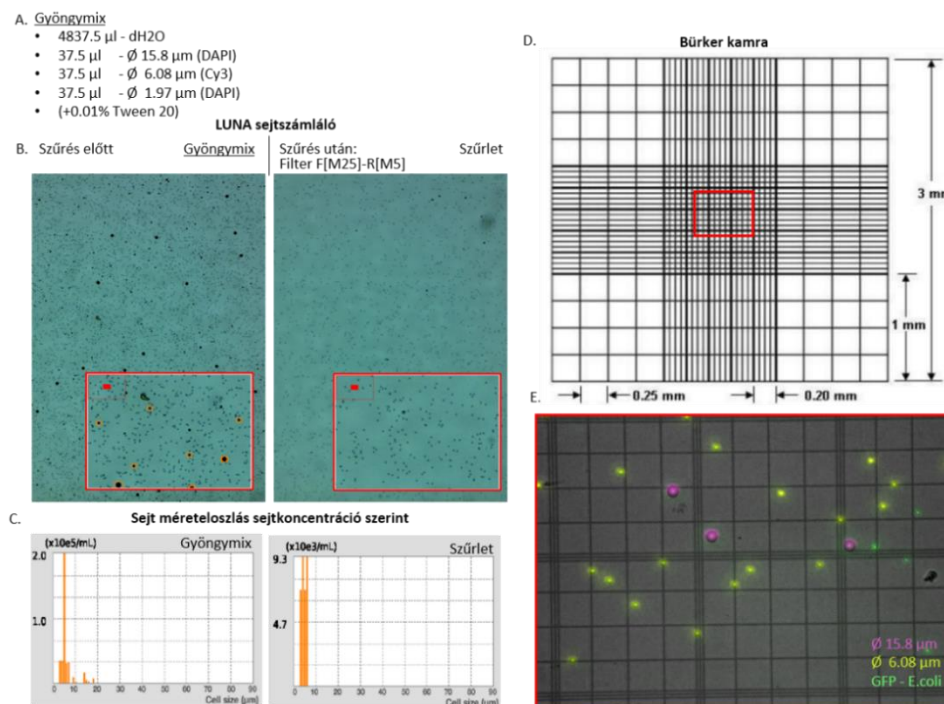 A. Gyöngymix
• 4837.5 µl - dH2O
• 37.5 µl - Ø 15.8 µm (DAPI)
• 37.5 µl - Ø 6.08 µm (Cy3)
• 37.5 µl - Ø 1.97 µm (DAPI)
• (+0.01% Tween 20)
LUNA sejtszámláló
B. Szűrés előtt Gyöngymix
Szűrés után: Szűrlet
Filter F[M25]-R[M5]
C. Sejt méreteloszlás sejtkoncentráció szerint
(x10e5/mL) Gyöngymix
2.0
1.0
0 10 20 30 40 50 60 70 80 90
Cell size [µm]
(x10e3/mL) Szűrlet
9.3
4.7
0 10 20 30 40 50 60 70 80 90
Cell size [µm]
D. Bürker kamra
3 mm
1 mm
0.25 mm 0.20 mm
E.
Ø 15.8 µm
Ø 6.08 µm
GFP - E.coli